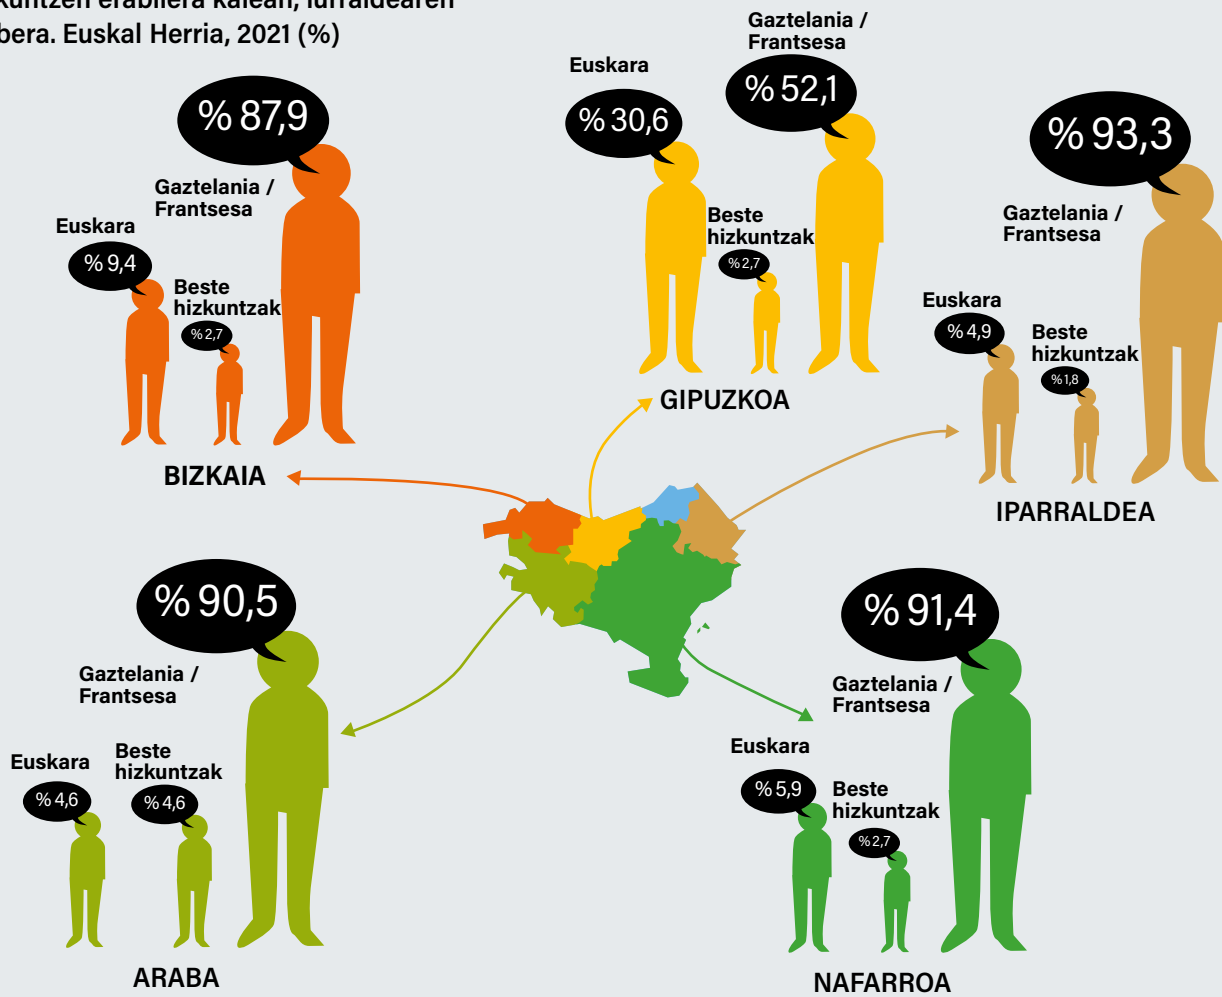 bera. Euskal Herria, 2021 (%)
% 87,9
Gaztelania /
Frantsesa
Euskara
% 9,4
Beste
hizkuntzak
% 2,7
BIZKAIA
Euskara
% 30,6
Gaztelania /
Frantsesa
% 52,1
Beste
hizkuntzak
% 2,7
GIPUZKOA
% 93,3
Gaztelania /
Frantsesa
Euskara
% 4,9
Beste
hizkuntzak
% 1,8
IPARRALDEA
% 90,5
Gaztelania /
Frantsesa
Euskara
% 4,6
Beste
hizkuntzak
% 4,6
ARABA
% 91,4
Gaztelania /
Frantsesa
Euskara
% 5,9
Beste
hizkuntzak
% 2,7
NAFARROA